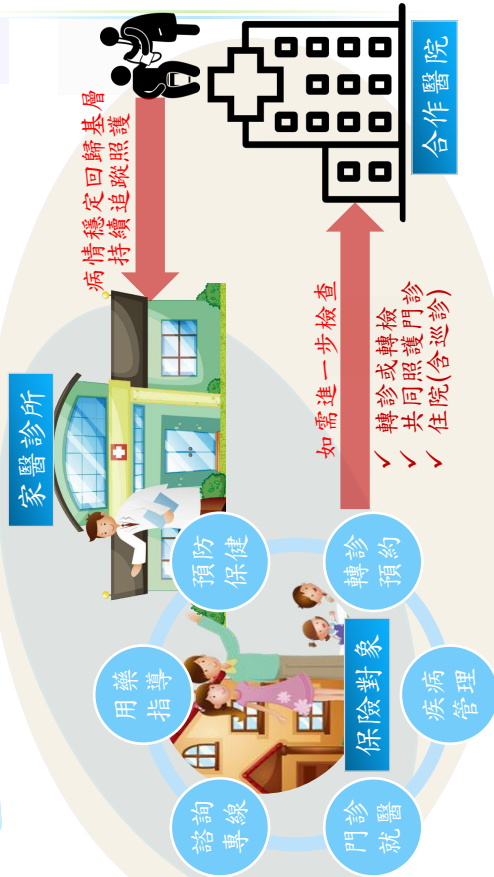 家醫診所
病情穩定回歸基層
持續追蹤照護
合作醫院
如需進一步檢查
✓ 轉診或轉檢
✓ 共同照護門診
✓ 住院(含巡診)
保險對象
諮詢
專線
用藥
指導
預防
保健
轉診
預約
疾病
管理
門診
就醫